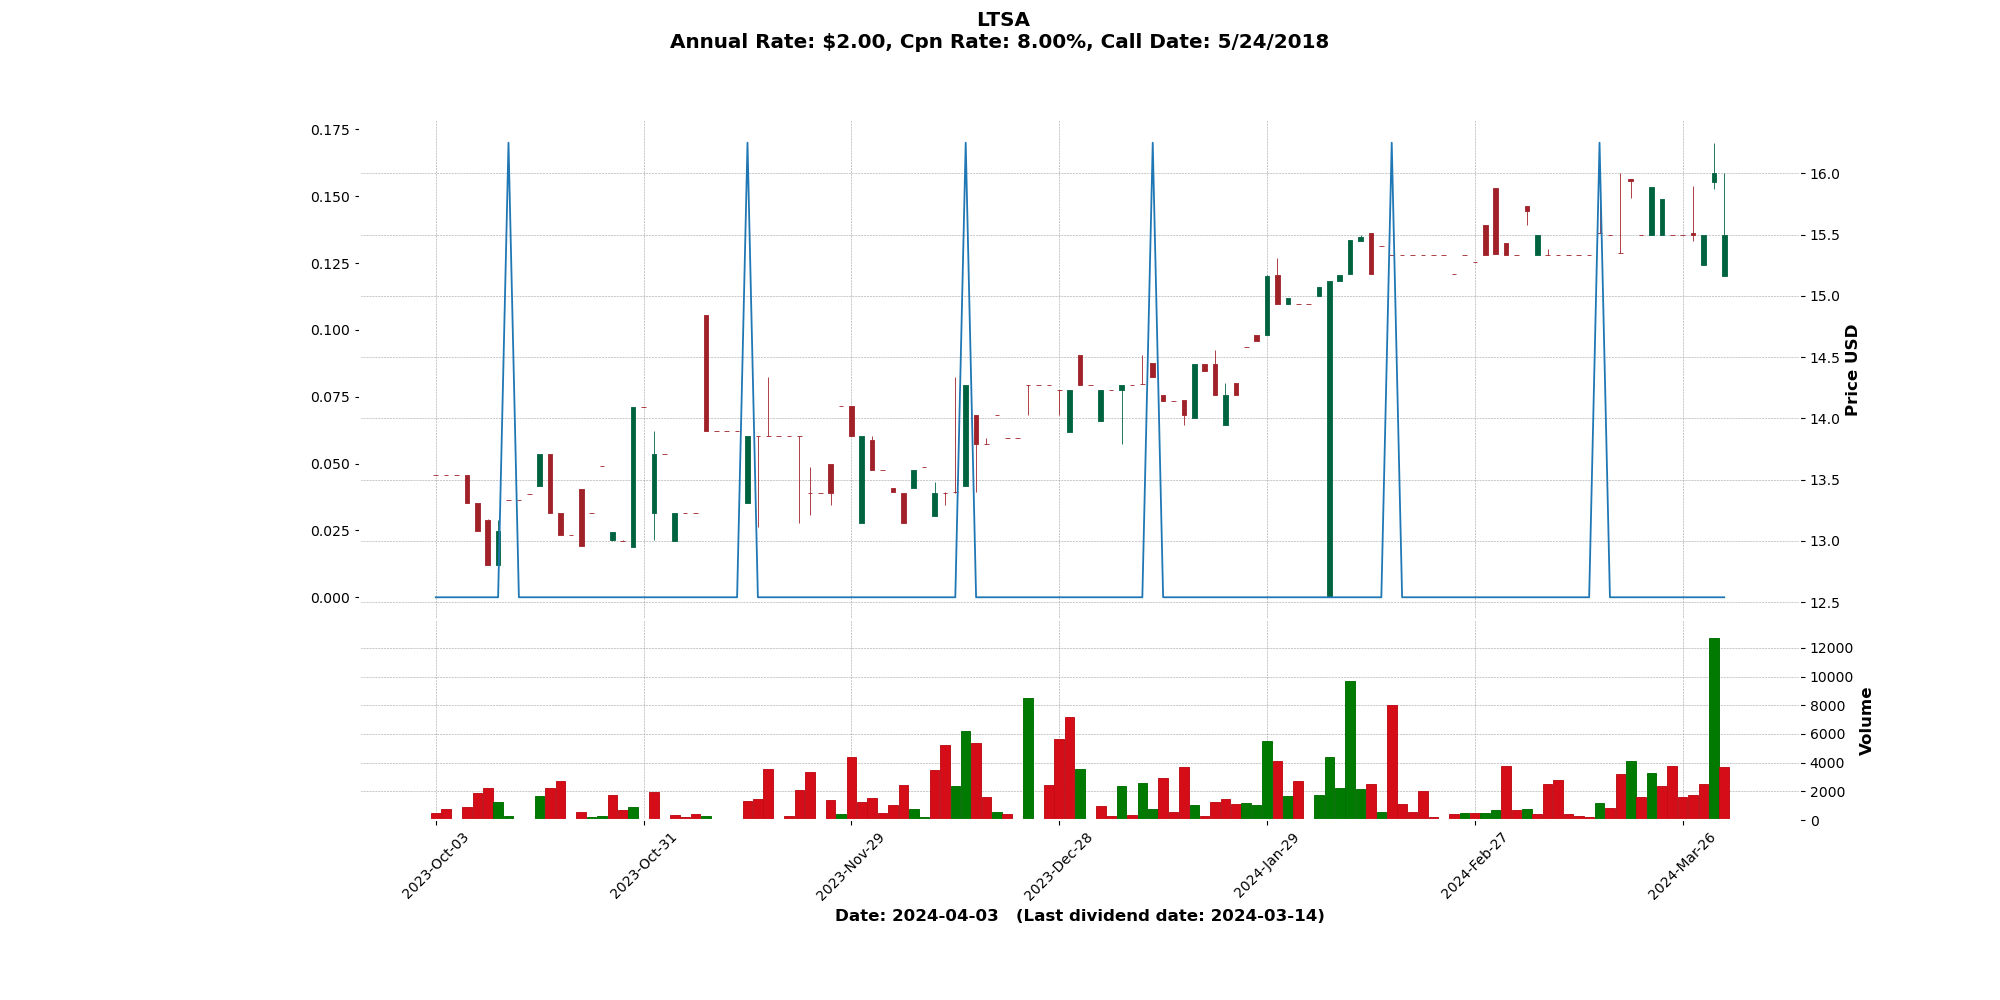 LTSA
Annual Rate: $2.00, Cpn Rate: 8.00%, Call Date: 5/24/2018
0.175
0.150
0.125
0.100
0.075
0.050
0.025
0.000
16.0
15.5
15.0
14.5
14.0
13.5
13.0
12.5
Price USD
12000
10000
8000
6000
4000
2000
0
Volume
2023-Oct-03
2023-Oct-31
2023-Nov-29
2023-Dec-28
2024-Jan-29
2024-Feb-27
2024-Mar-26
Date: 2024-04-03 (Last dividend date: 2024-03-14)